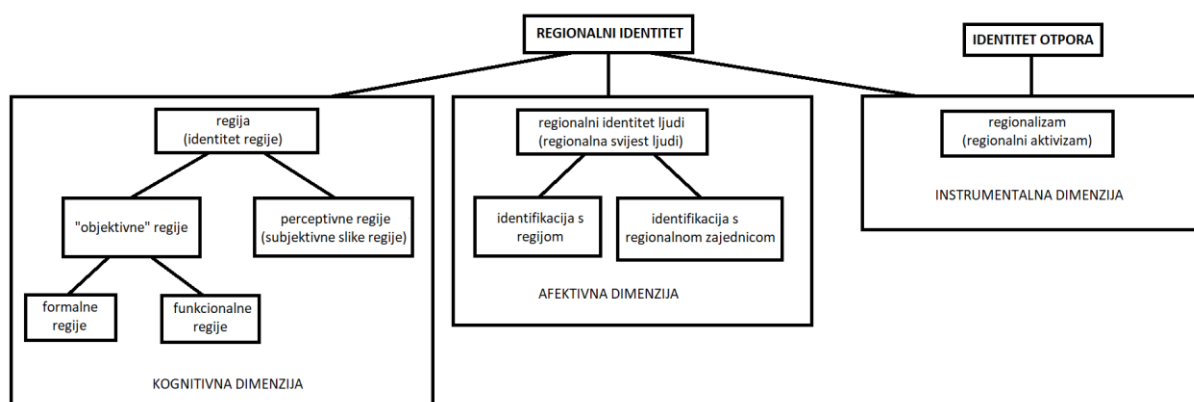 REGIONALNI IDENTITET
IDENTITET OTPORA
regija
(identitet regije)
"objektivne" regije
perceptivne regije
(subjektivne slike regije)
formalne
regije
funkcionalne
regije
KOGNITIVNA DIMENZIJA
regionalni identitet ljudi
(regionalna svijest ljudi)
identifikacija s
regijom
identifikacija s
regionalnom zajednicom
AFEKTIVNA DIMENZIJA
regionalizam
(regionalni aktivizam)
INSTRUMENTALNA DIMENZIJA